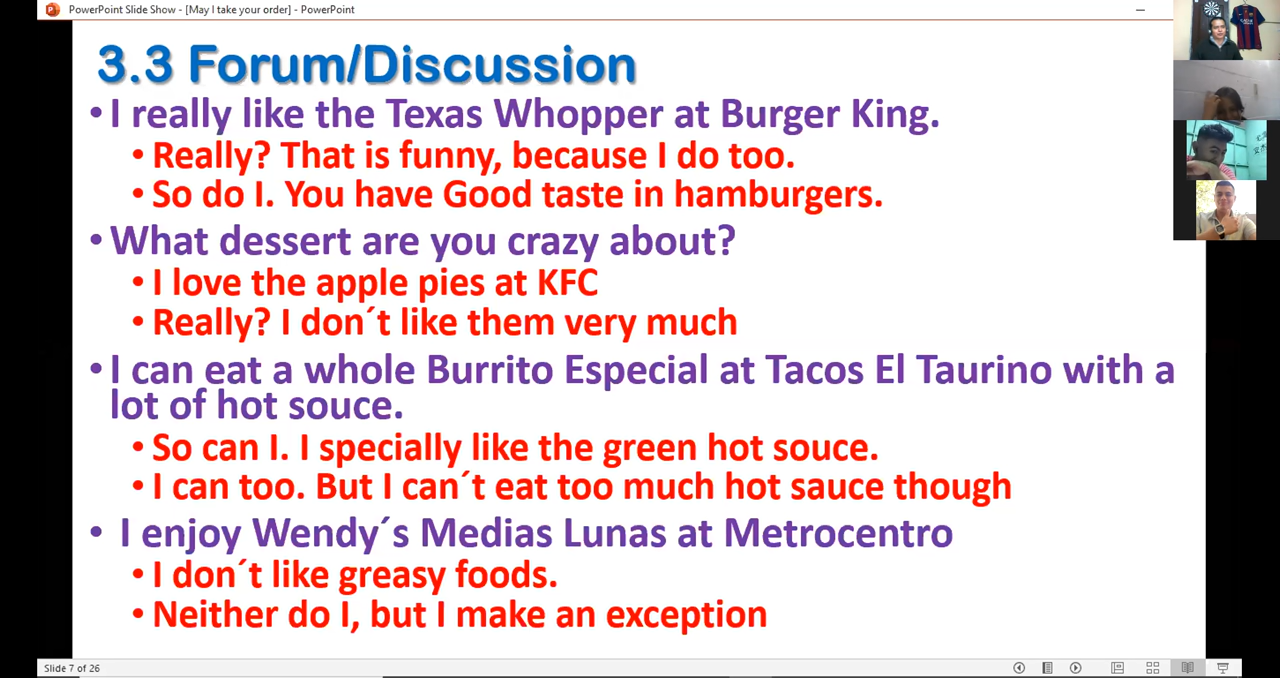 PowerPoint Slide Show - [May I take your order] - PowerPoint
3.3 Forum/Discussion
• I really like the Texas Whopper at Burger King.
• Really? That is funny, because I do too.
• So do I. You have Good taste in hamburgers.
• What dessert are you crazy about?
• I love the apple pies at KFC
• Really? I don´t like them very much
• I can eat a whole Burrito Especial at Tacos El Taurino with a
lot of hot souce.
• So can I. I specially like the green hot souce.
• I can too. But I can´t eat too much hot sauce though
• I enjoy Wendy´s Medias Lunas at Metrocentro
• I don´t like greasy foods.
• Neither do I, but I make an exception
Slide 7 of 26